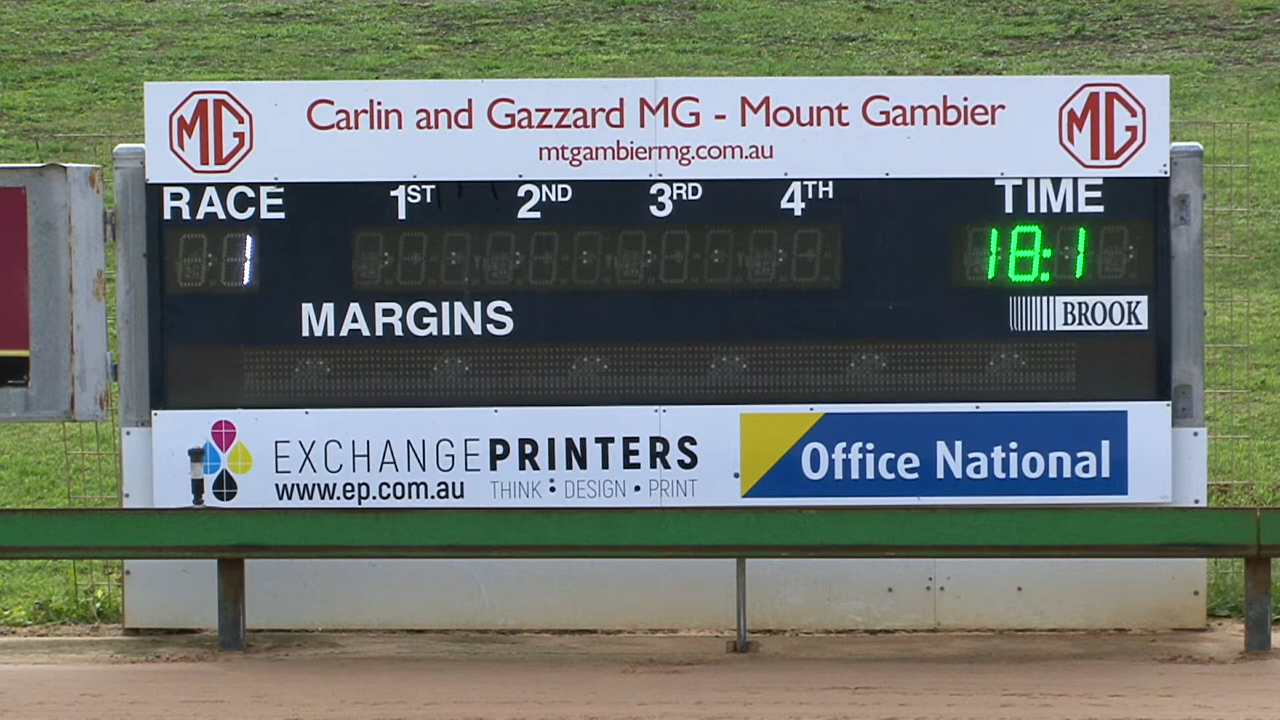 MG Carlin and Gazzard MG - Mount Gambier MG
mtgambiermg.com.au
RACE 1ST 2ND 3RD 4TH TIME
1 18:1
MARGINS BROOK
EXCHANGEPRINTERS Office National
www.ep.com.au THINK • DESIGN • PRINT